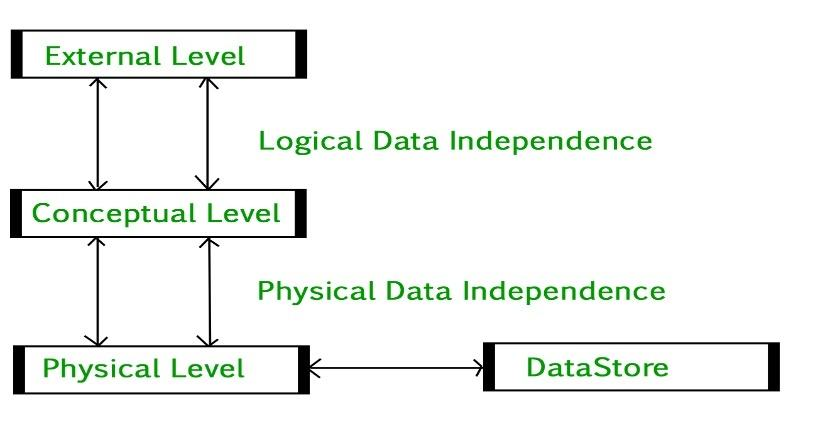 External Level
Logical Data Independence
Conceptual Level
Physical Data Independence
Physical Level
DataStore